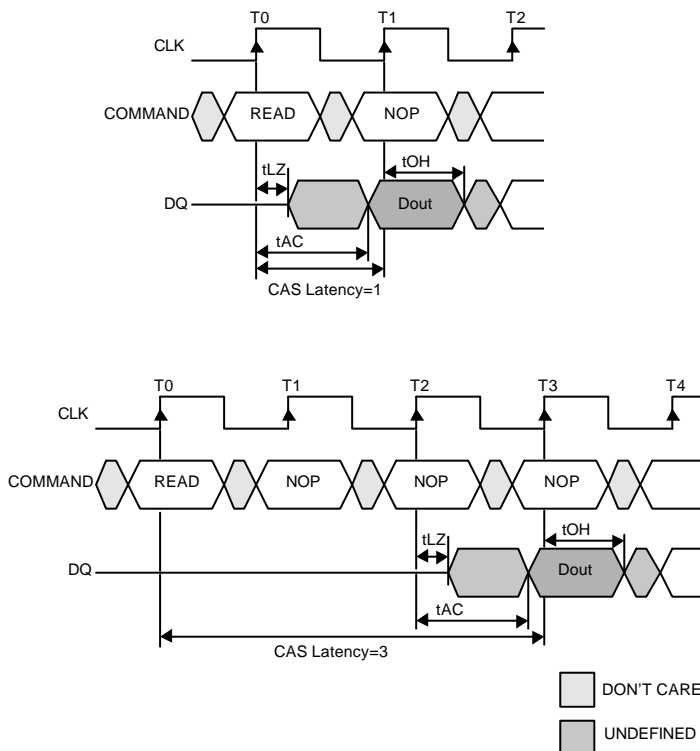 T0 T1 T2
CLK
COMMAND READ NOP
tLZ tOH
DQ Dout
tAC
CAS Latency=1
T0 T1 T2 T3 T4
CLK
COMMAND READ NOP NOP NOP
tLZ tOH
DQ Dout
tAC
CAS Latency=3
DON'T CARE
UNDEFINED